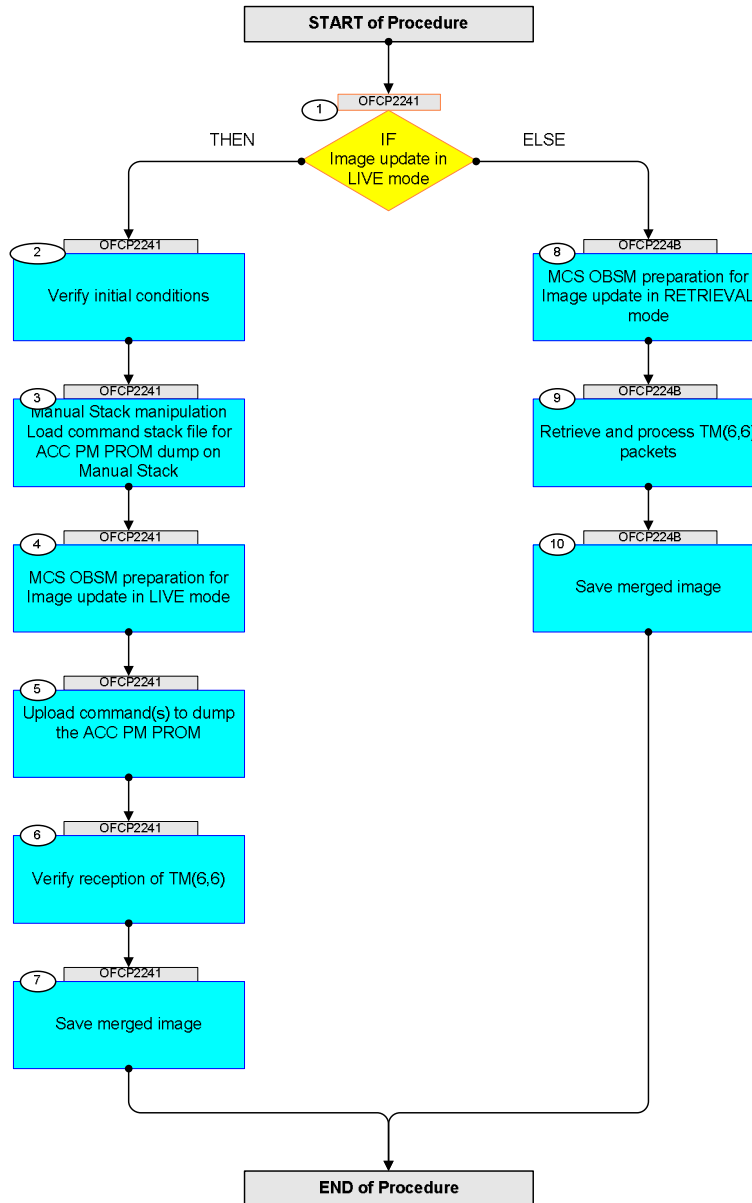 START of Procedure
OFCP2241
1
IF
Image update in
LIVE mode
THEN
ELSE
OFCP2241
2
Verify initial conditions
OFCP2241
3
Manual Stack manipulation
Load command stack file for
ACC PM PROM dump on
Manual Stack
OFCP2241
4
MCS OBSM preparation for
Image update in LIVE mode
OFCP2241
5
Upload command(s) to dump
the ACC PM PROM
OFCP2241
6
Verify reception of TM(6,6)
OFCP2241
7
Save merged image
OFCP224B
8
MCS OBSM preparation for
Image update in RETRIEVAL
mode
OFCP224B
9
Retrieve and process TM(6,6)
packets
OFCP224B
10
Save merged image
END of Procedure